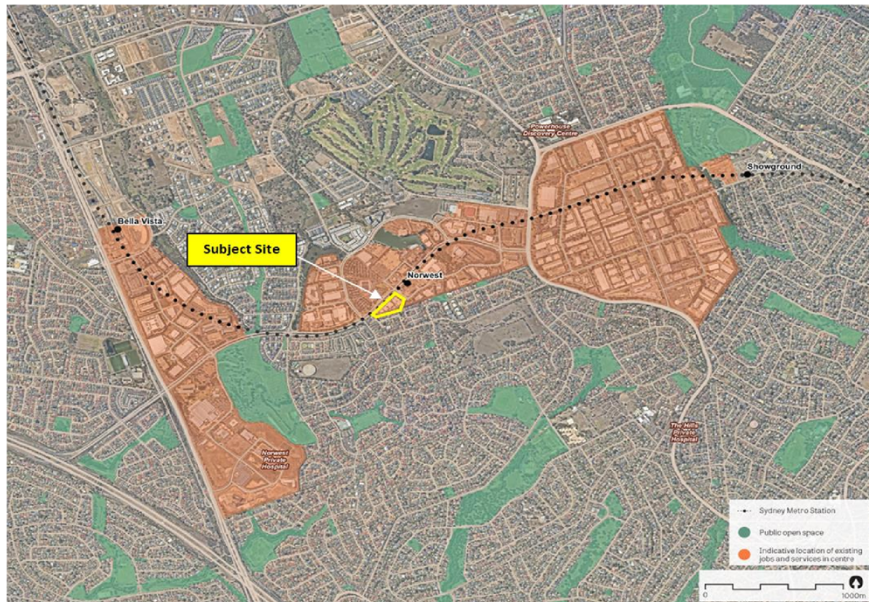 Powerhouse
Discovery Centre
Showground
Bella Vista
Subject Site
Norwest
The Hills
Private
Hospital
Norwest
Private
Hospital
Sydney Metro Station
Public open space
Indicative location of existing
jobs and services in centre
0
1000m